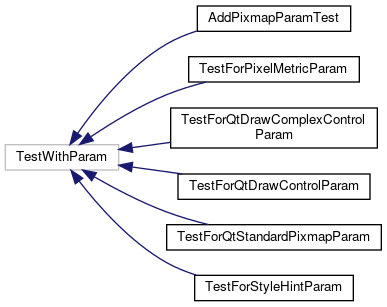 AddPixmapParamTest
TestForPixelMetricParam
TestForQtDrawComplexControl
Param
TestWithParam
TestForQtDrawControlParam
TestForQtStandardPixmapParam
TestForStyleHintParam